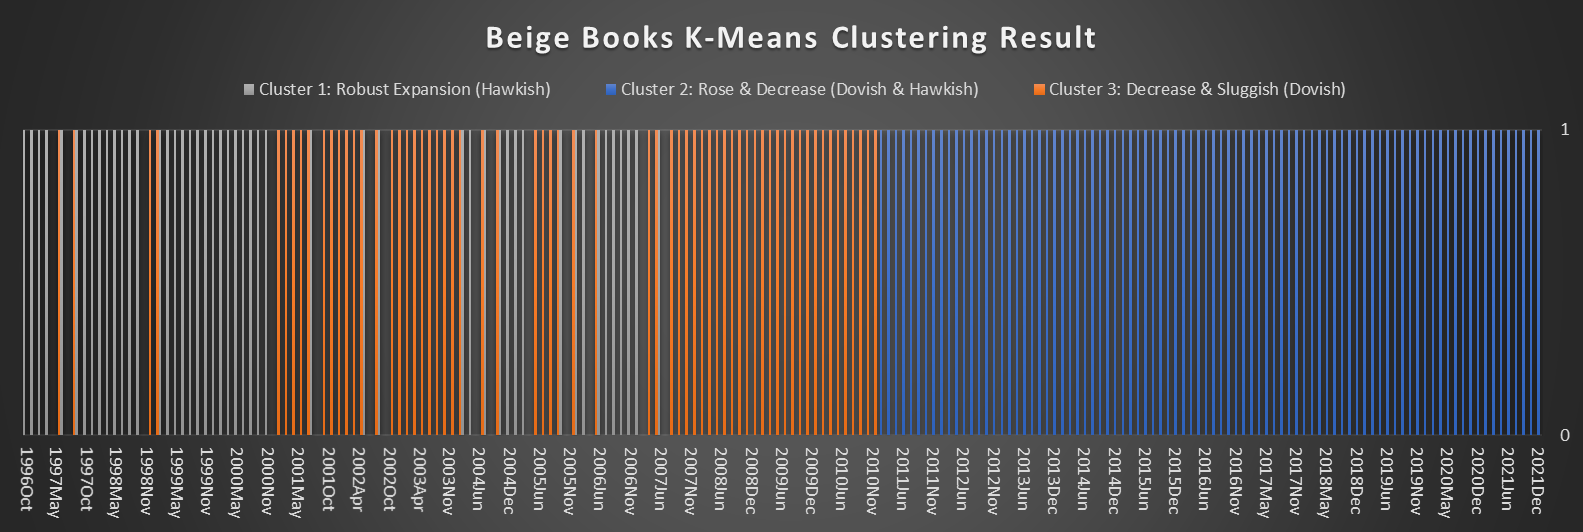 Beige Books K-Means Clustering Result
Cluster 1: Robust Expansion (Hawkish) Cluster 2: Rose & Decrease (Dovish & Hawkish) Cluster 3: Decrease & Sluggish (Dovish)
1
0
1996Oct
1997May
1997Oct
1998May
1998Nov
1999May
1999Nov
2000May
2000Nov
2001Mct
2001Oct
2002Apr
2002Oct
2003Apr
2003Nov
2004Jun
2004Dec
2005Jun
2005Nov
2006Jun
2006Nov
2007Jun
2007Nov
2008Jun
2008Dec
2009Jun
2009Dec
2010Jun
2010Nov
2011Jun
2011Nov
2012Jun
2012Nov
2013Jun
2013Dec
2014Jun
2014Dec
2015Jun
2015Dec
2016Jun
2016Nov
2017May
2017Nov
2018May
2018Dec
2019Jun
2019Nov
2020May
2020Dec
2021Jun
2021Dec